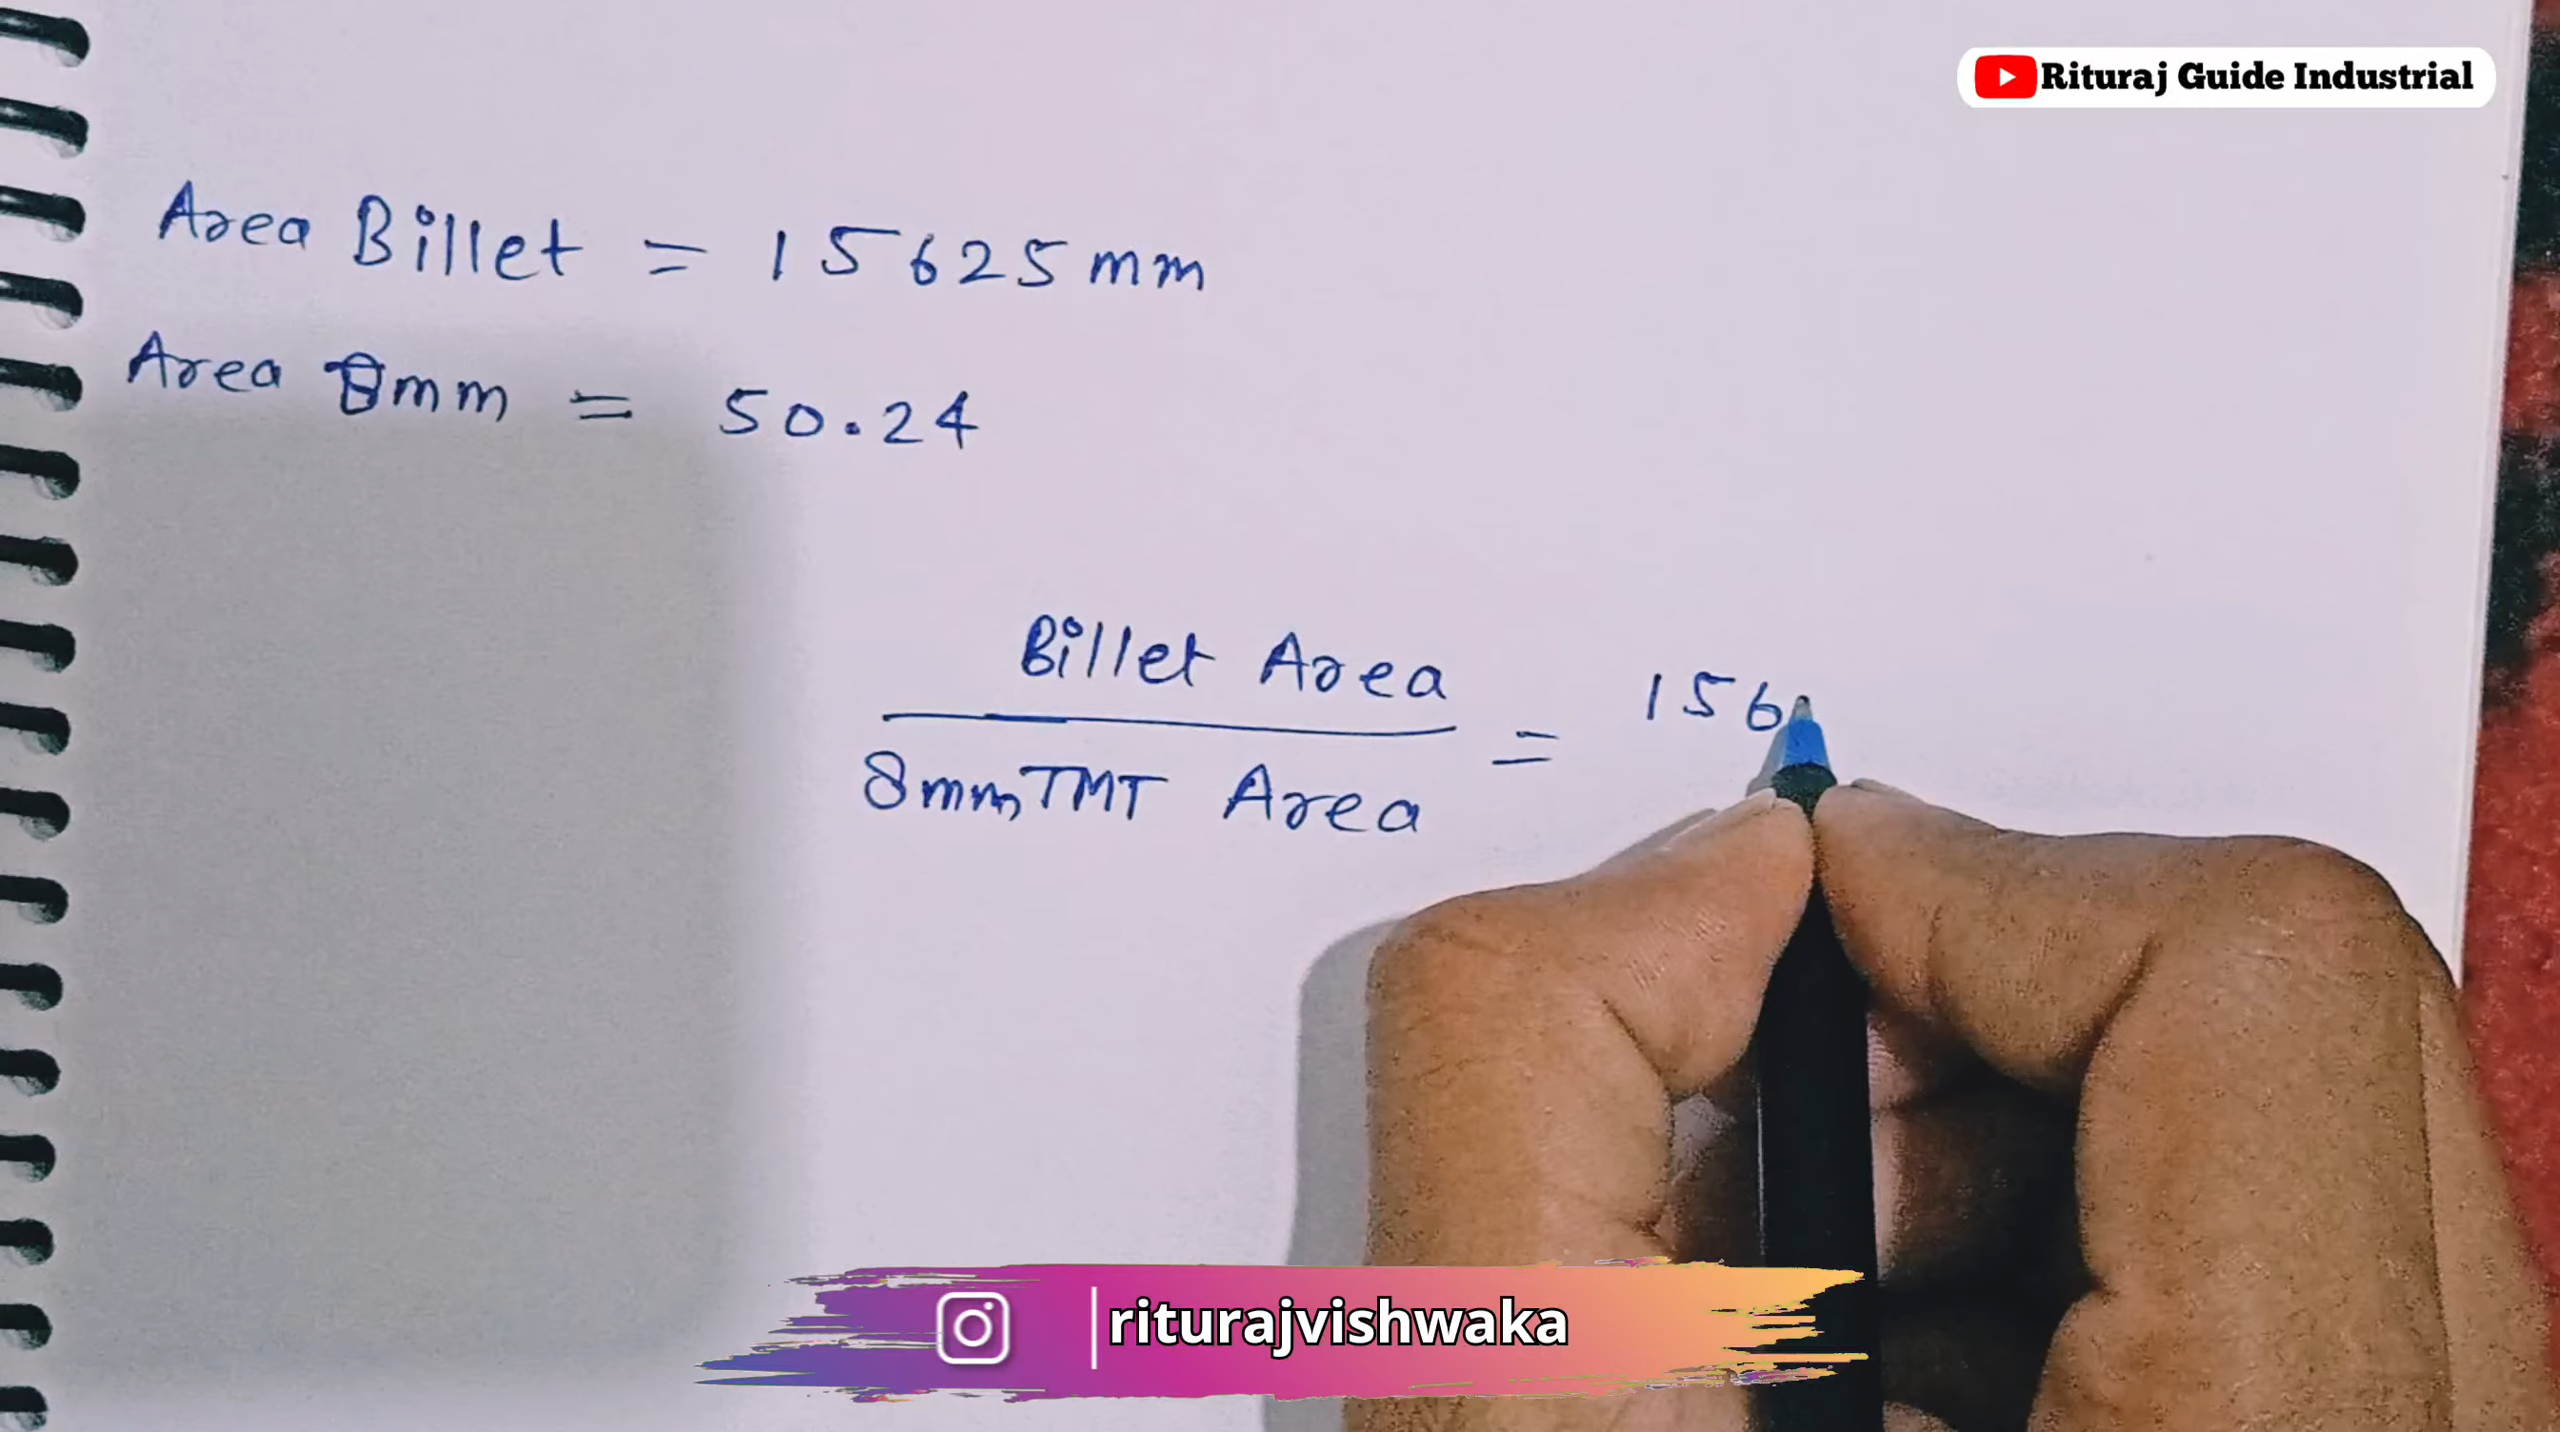 Rituraj Guide Industrial
Area Billet = 15625 mm
Area 8mm = 50.24
Billet Area
8mm TMT Area
= 156
riturajvishwaka